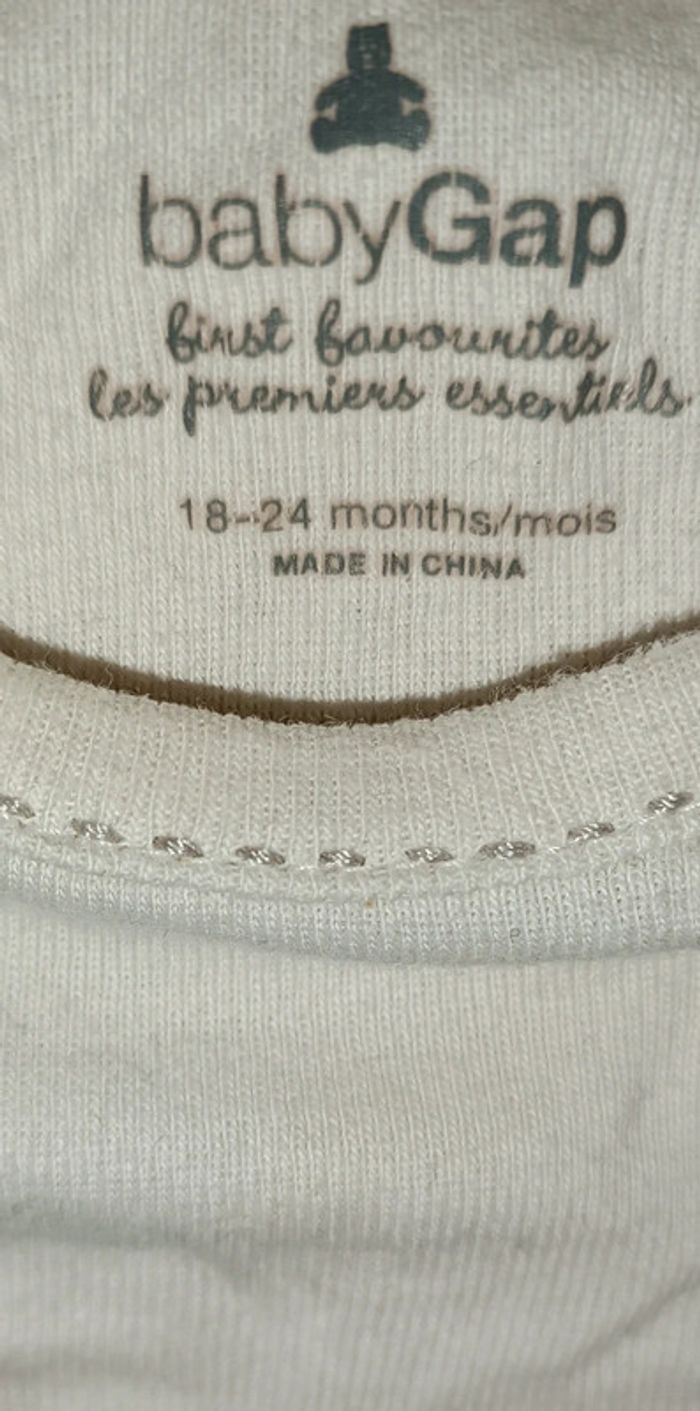 babyGap
first favourites
les premiers essentiels
18-24 months/mois
MADE IN CHINA